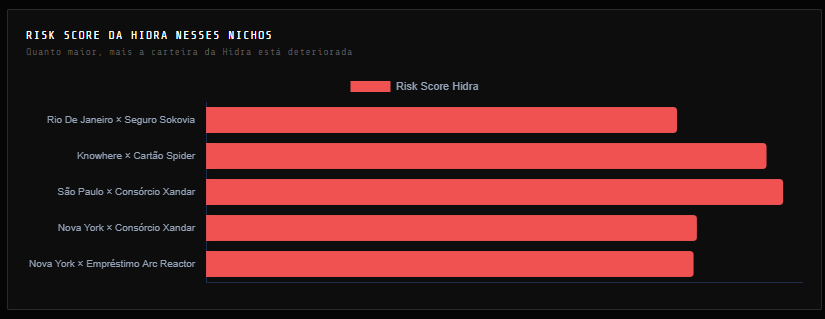 RISK SCORE DA HIDRA NESSES NICHOS
Quanto maior, mais a carteira da Hidra está deteriorada
Risk Score Hidra
Rio De Janeiro × Seguro Sokovia
Knowhere × Cartão Spider
São Paulo × Consórcio Xandar
Nova York × Consórcio Xandar
Nova York × Empréstimo Arc Reactor